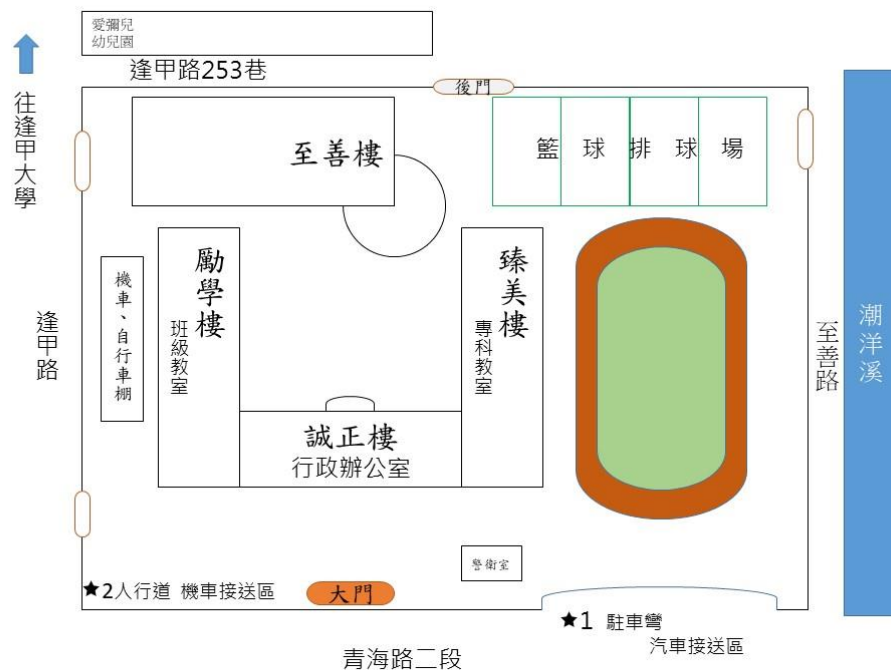 愛彌兒
幼兒園
逢甲路253巷
往逢甲大學
後門
至善樓
籃球排球場
勵學樓
班級教室
臻美樓
專科教室
機車、自行車棚
逢甲路
至善路
潮洋溪
誠正樓
行政辦公室
警衛室
★2人行道 機車接送區
大門
★1 駐車彎
汽車接送區
青海路二段